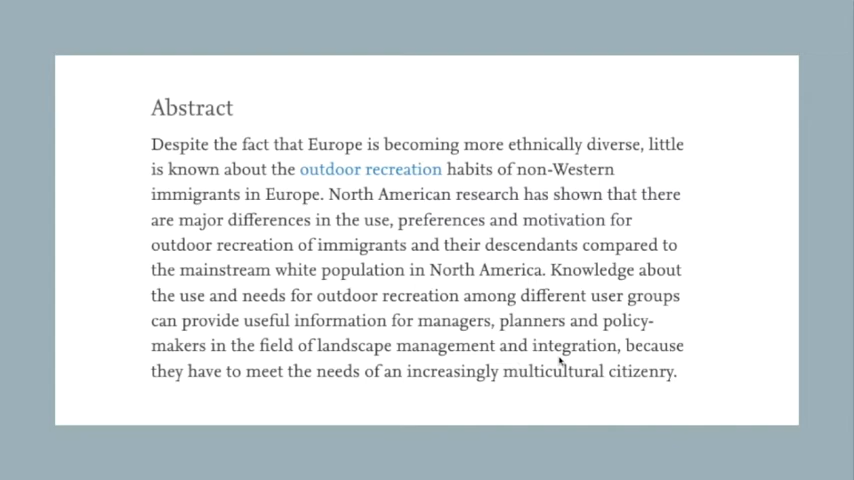 Abstract
Despite the fact that Europe is becoming more ethnically diverse, little
is known about the outdoor recreation habits of non-Western
immigrants in Europe. North American research has shown that there
are major differences in the use, preferences and motivation for
outdoor recreation of immigrants and their descendants compared to
the mainstream white population in North America. Knowledge about
the use and needs for outdoor recreation among different user groups
can provide useful information for managers, planners and policy-
makers in the field of landscape management and integration, because
they have to meet the needs of an increasingly multicultural citizenry.